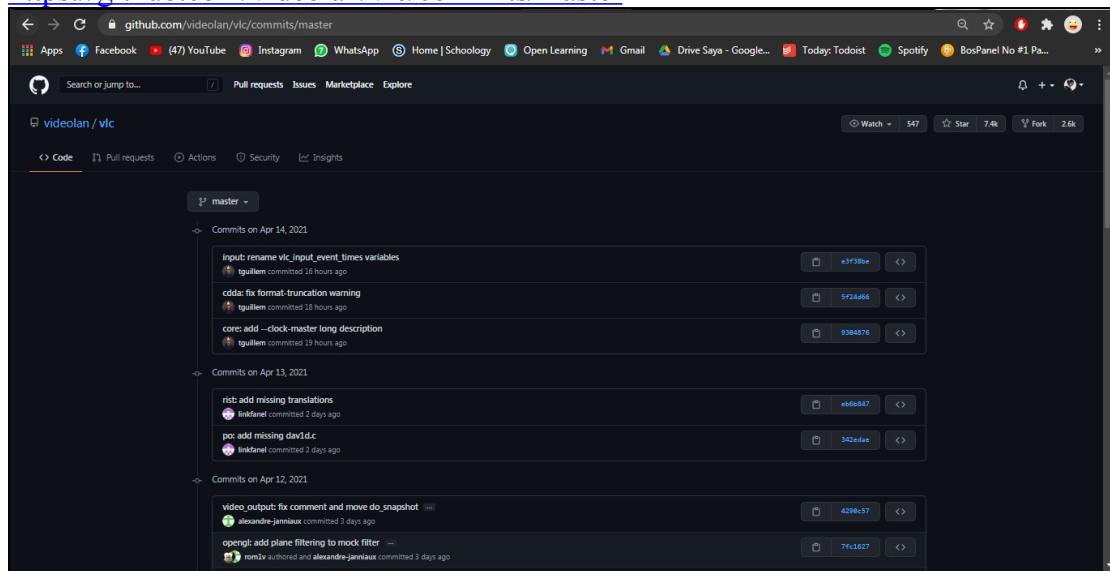 github.com/videolan/vlc/commits/master
Apps Facebook (47) YouTube Instagram WhatsApp Home | Schoology Open Learning Gmail Drive Saya - Google... Today: Todoist Spotify BosPanel No #1 Pa... »
Search or jump to... / Pull requests Issues Marketplace Explore
videolan / vlc Watch 547 Star 7.4k Fork 2.6k
<> Code Pull requests Actions Security Insights
master
Commits on Apr 14, 2021
input: rename vlc_input_event_times variables
tguillem committed 16 hours ago e3f38be <>
cdda: fix format-truncation warning
tguillem committed 18 hours ago 5f24d66 <>
core: add --clock-master long description
tguillem committed 19 hours ago 9304876 <>
Commits on Apr 13, 2021
rist: add missing translations
linkfanel committed 2 days ago eb6b847 <>
po: add missing dav1d.c
linkfanel committed 2 days ago 342edae <>
Commits on Apr 12, 2021
video_output: fix comment and move do_snapshot ...
alexandre-janniaux committed 3 days ago 4290c57 <>
opengl: add plane filtering to mock filter ...
rom1v authored and alexandre-janniaux committed 3 days ago 7fc1627 <>